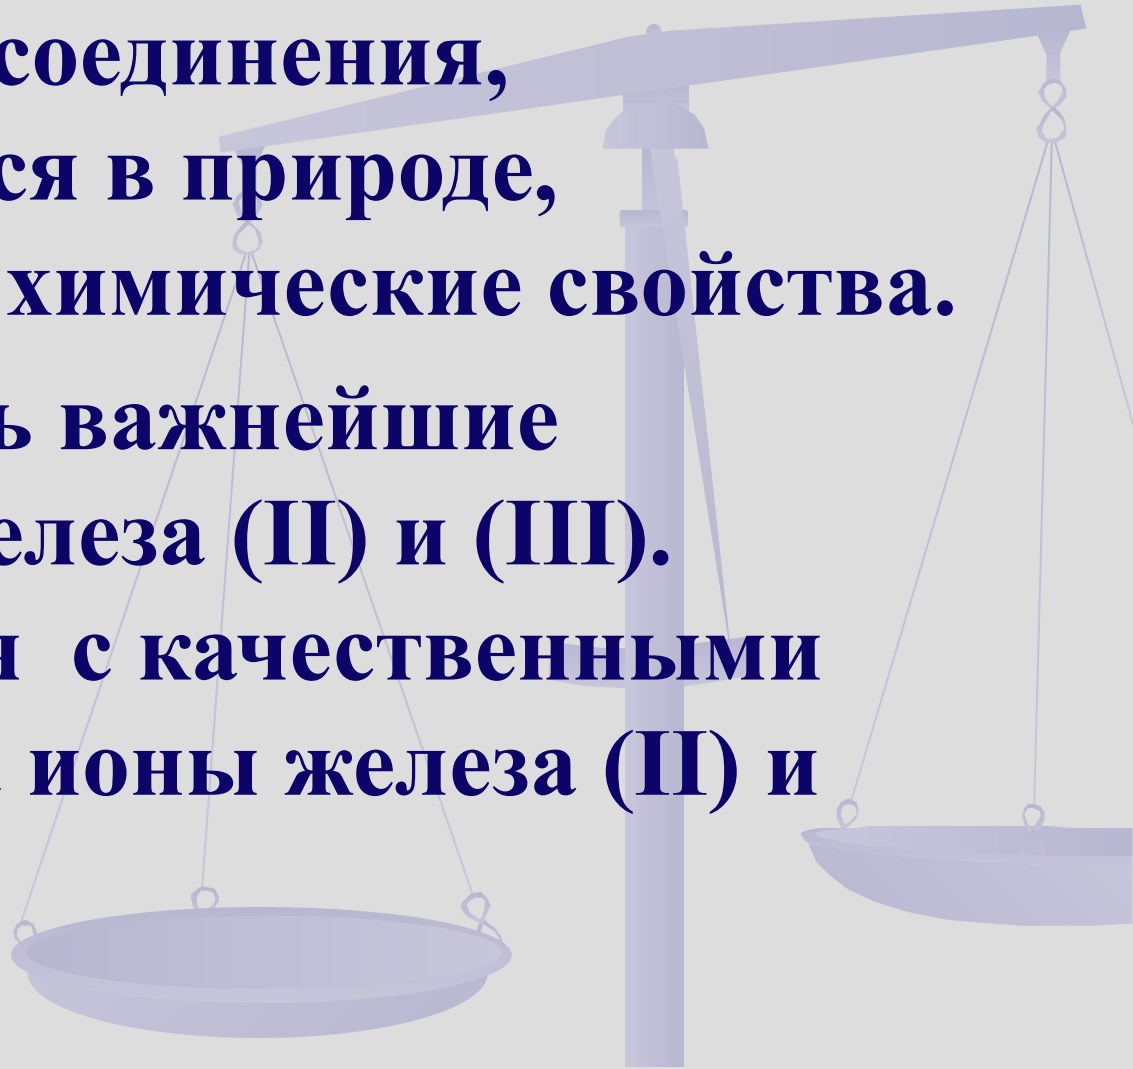 соединения,
ся в природе,
химические свойства.
ь важнейшие
елеза (II) и (III).
я с качественными
ионы железа (II) и